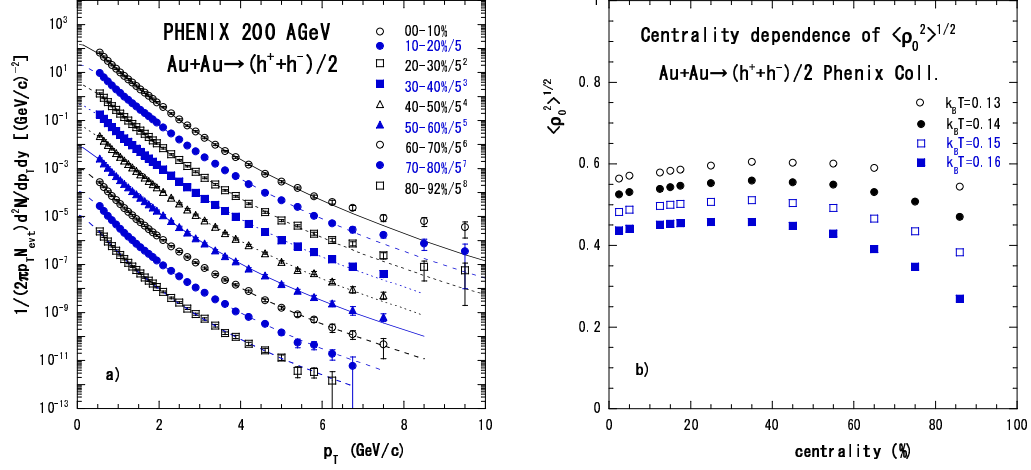 PHENIX 200 AGeV
Au+Au→(h⁺+h⁻)/2
00-10%
10-20%/5
20-30%/5²
30-40%/5³
40-50%/5⁴
50-60%/5⁵
60-70%/5⁶
70-80%/5⁷
80-92%/5⁸
1/(2πp_T N_evt) d²N/dp_T dy [(GeV/c)⁻²]
10³
10¹
10⁻¹
10⁻³
10⁻⁵
10⁻⁷
10⁻⁹
10⁻¹¹
10⁻¹³
a)
0 2 4 6 8 10
p_T (GeV/c)
Centrality dependence of <ρ₀²>¹/²
Au+Au→(h⁺+h⁻)/2 Phenix Coll.
k_BT=0.13
k_BT=0.14
k_BT=0.15
k_BT=0.16
<ρ₀²>¹/²
1
0.8
0.6
0.4
0.2
0
b)
0 20 40 60 80 100
centrality (%)